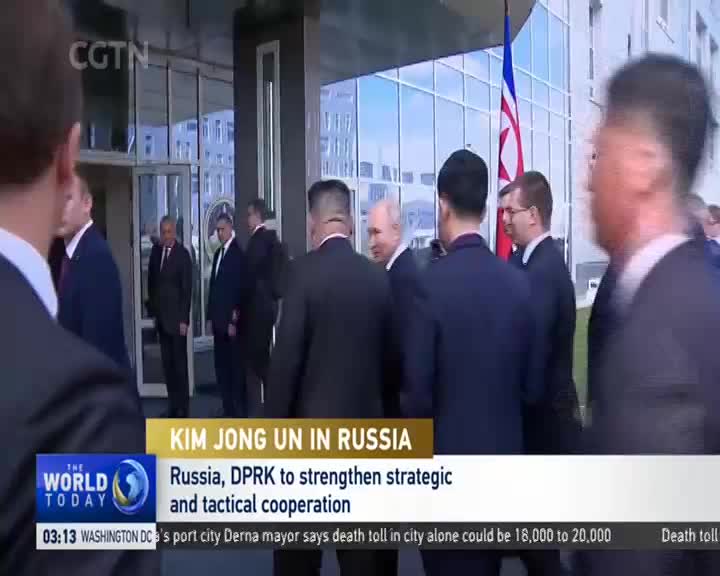 CGTN
KIM JONG UN IN RUSSIA
Russia, DPRK to strengthen strategic
and tactical cooperation
THE
WORLD
TODAY
03:13 WASHINGTON DC
a's port city Derna mayor says death toll in city alone could be 18,000 to 20,000 Death toll